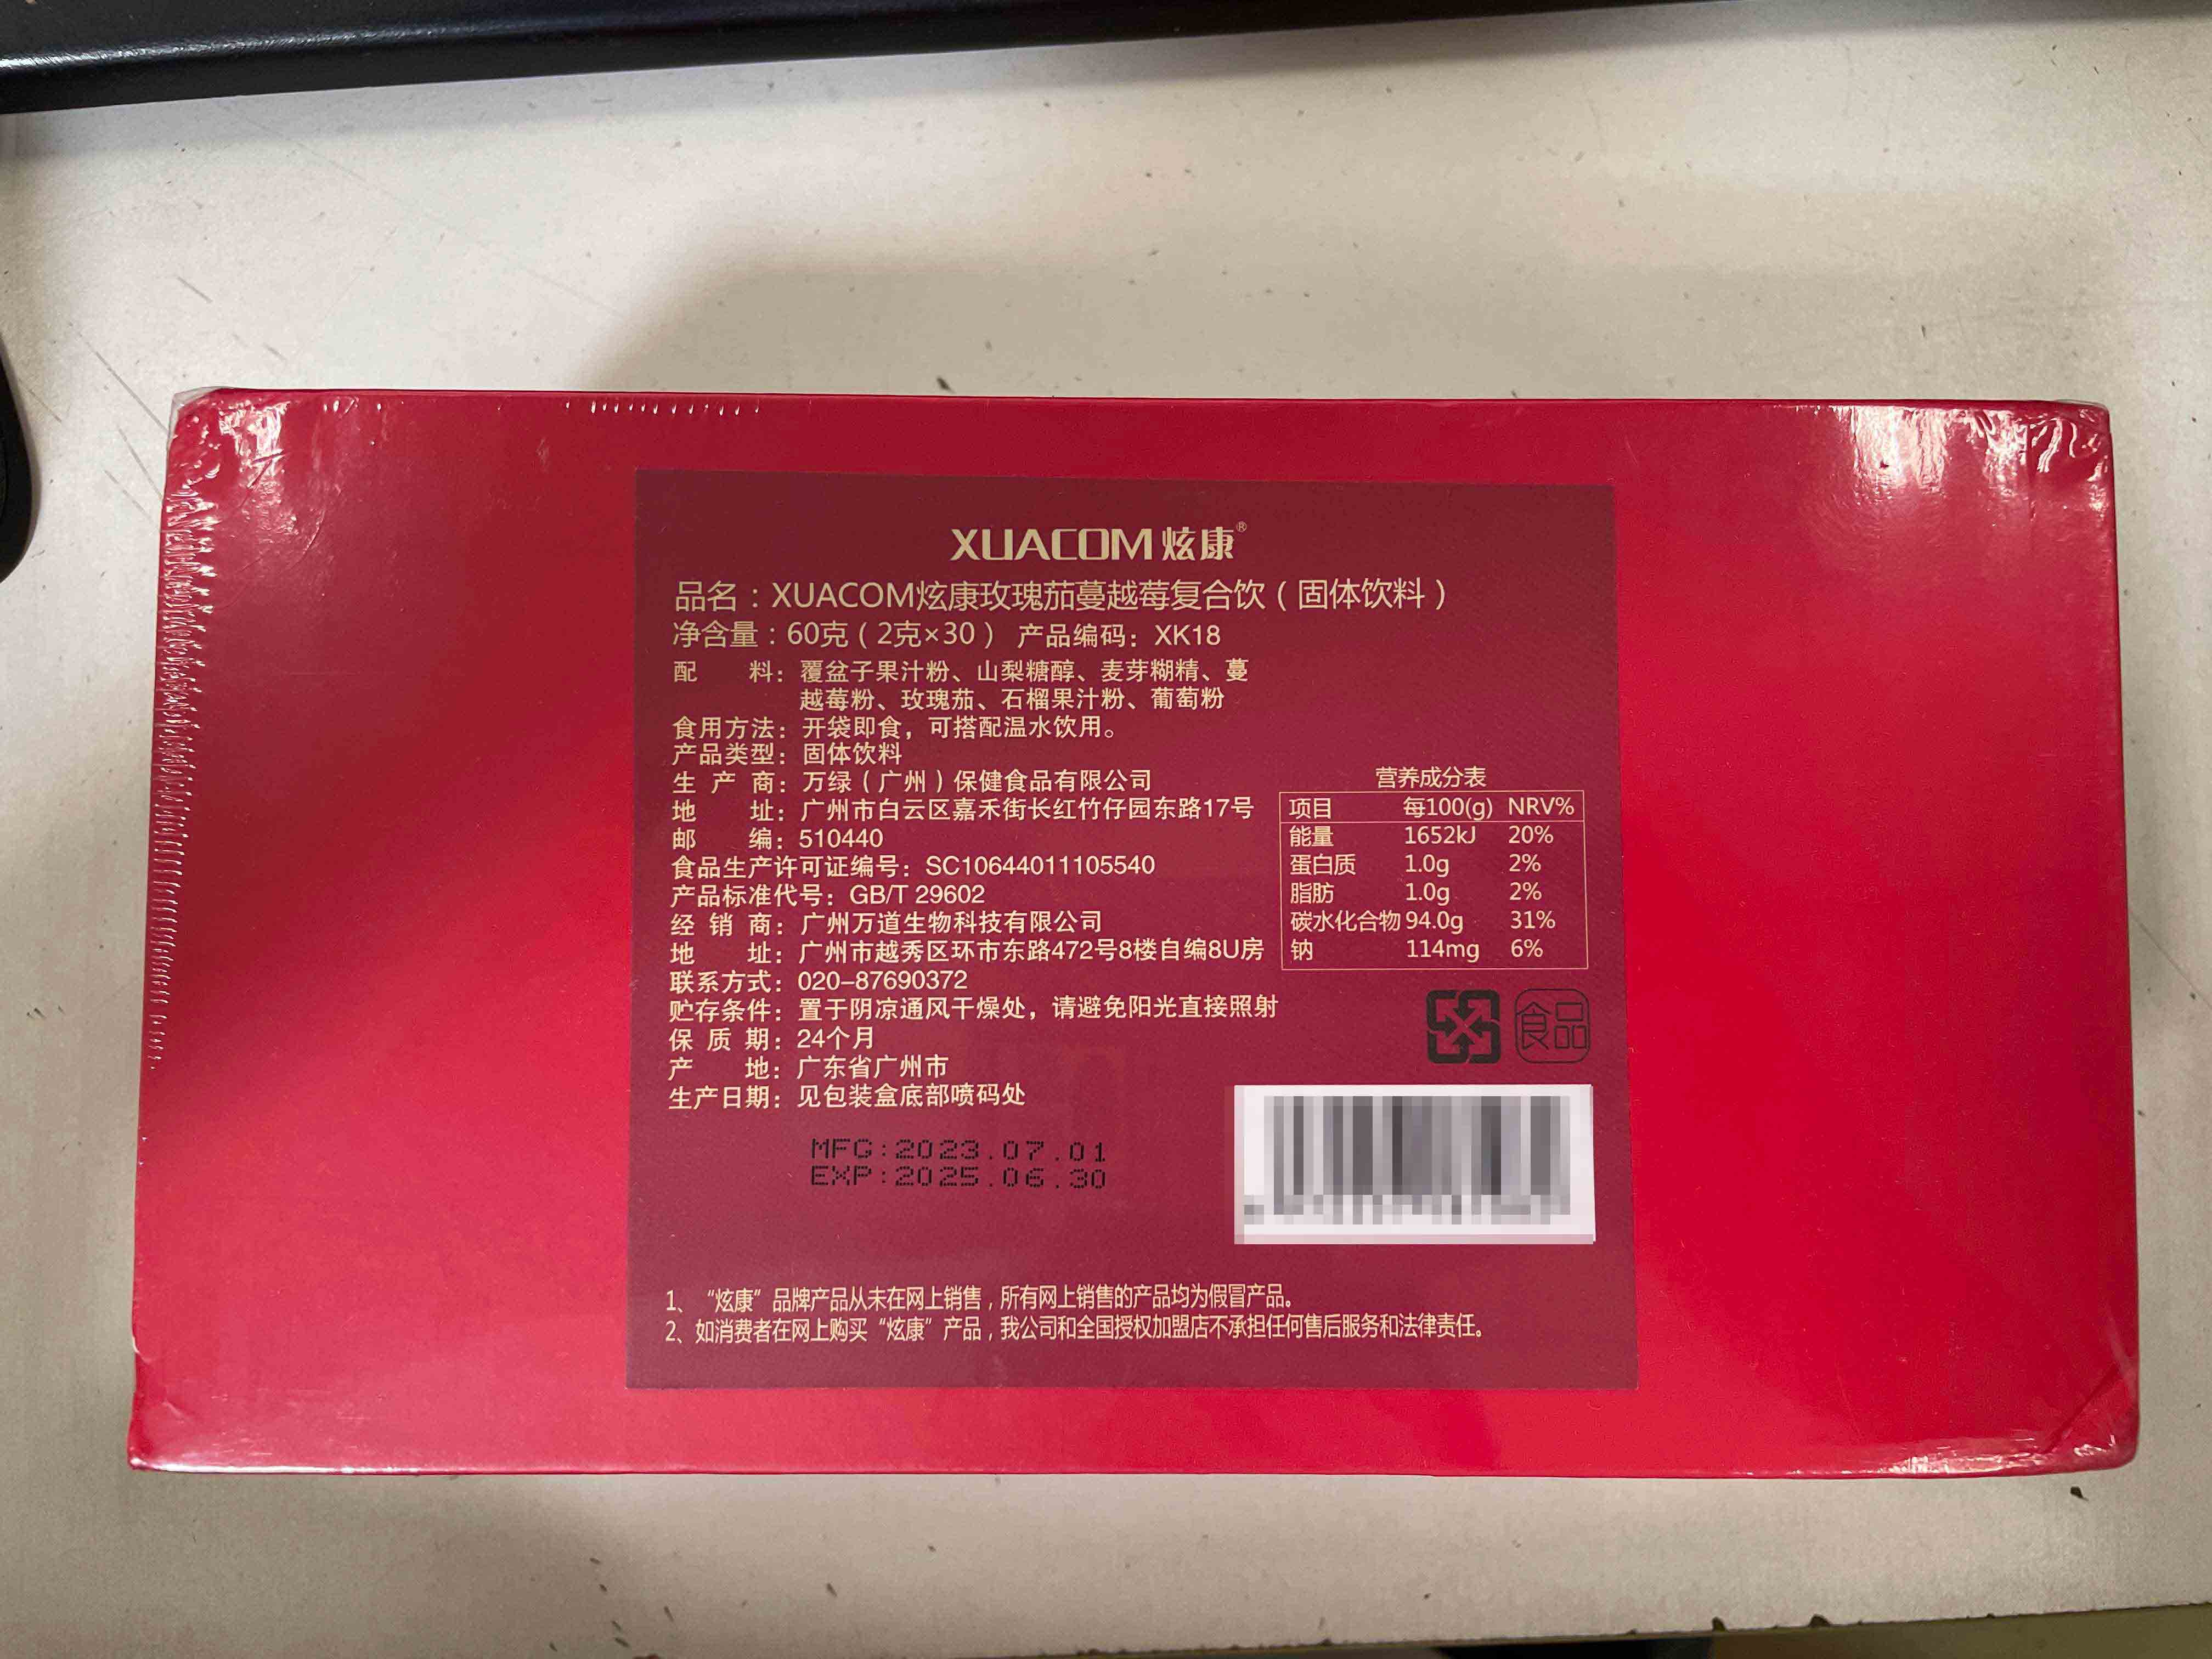 XUACOM 炫康®
品名：XUACOM炫康玫瑰茄蔓越莓复合饮（固体饮料）
净含量：60克（2克×30） 产品编码：XK18
配 料：覆盆子果汁粉、山梨糖醇、麦芽糊精、蔓
越莓粉、玫瑰茄、石榴果汁粉、葡萄粉
食用方法：开袋即食，可搭配温水饮用。
产品类型：固体饮料
生 产 商：万绿（广州）保健食品有限公司
地 址：广州市白云区嘉禾街长红竹仔园东路17号
邮 编：510440
食品生产许可证编号：SC10644011105540
产品标准代号：GB/T 29602
经 销 商：广州万道生物科技有限公司
地 址：广州市越秀区环市东路472号8楼自编8U房
联系方式：020-87690372
贮存条件：置于阴凉通风干燥处，请避免阳光直接照射
保 质 期：24个月
产 地：广东省广州市
生产日期：见包装盒底部喷码处
营养成分表
项目 每100(g) NRV%
能量 1652kJ 20%
蛋白质 1.0g 2%
脂肪 1.0g 2%
碳水化合物 94.0g 31%
钠 114mg 6%
食品
MFG:2023.07.01
EXP:2025.06.30
1、“炫康”品牌产品从未在网上销售，所有网上销售的产品均为假冒产品。
2、如消费者在网上购买“炫康”产品，我公司和全国授权加盟店不承担任何售后服务和法律责任。